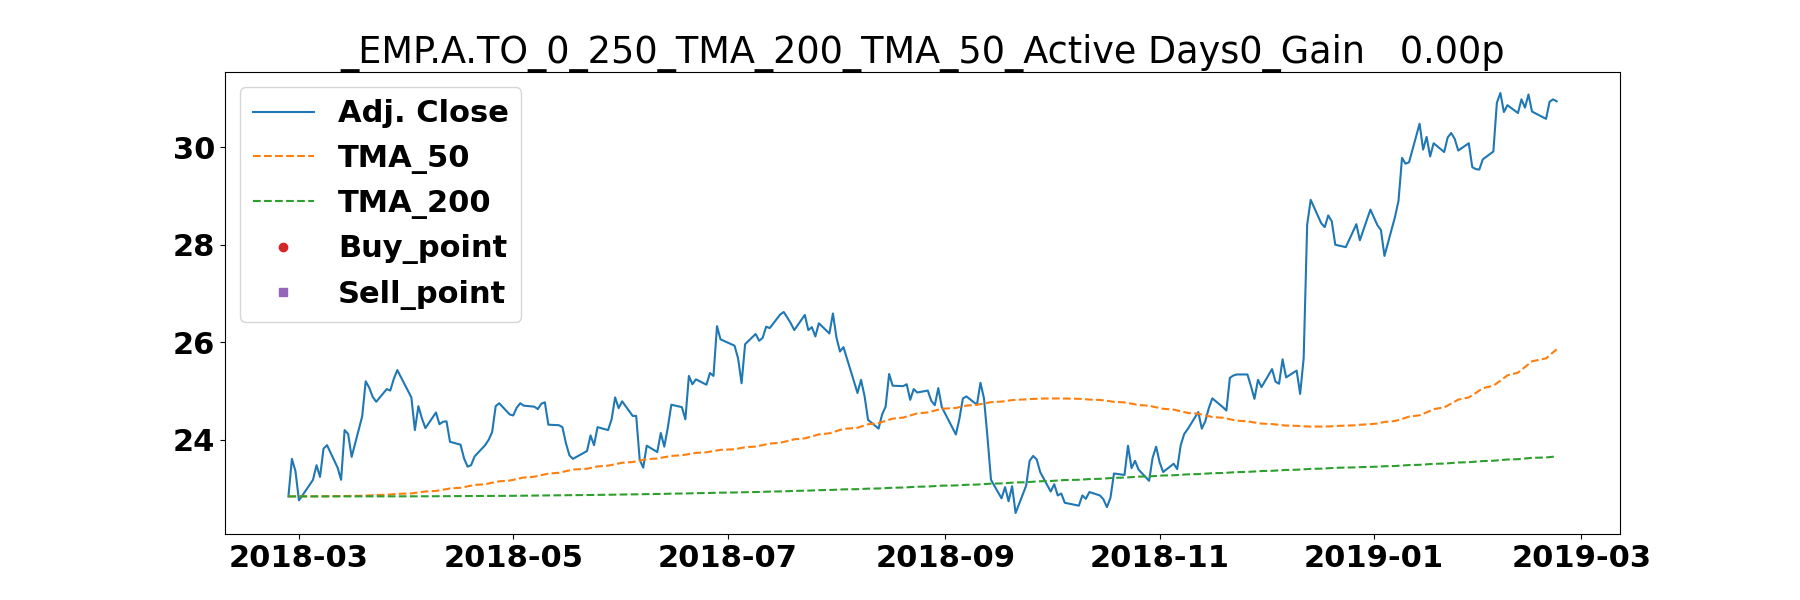 _EMP.A.TO_0_250_TMA_200_TMA_50_Active Days0_Gain   0.00p
Adj. Close
TMA_50
TMA_200
Buy_point
Sell_point
30
28
26
24
2018-03 2018-05 2018-07 2018-09 2018-11 2019-01 2019-03